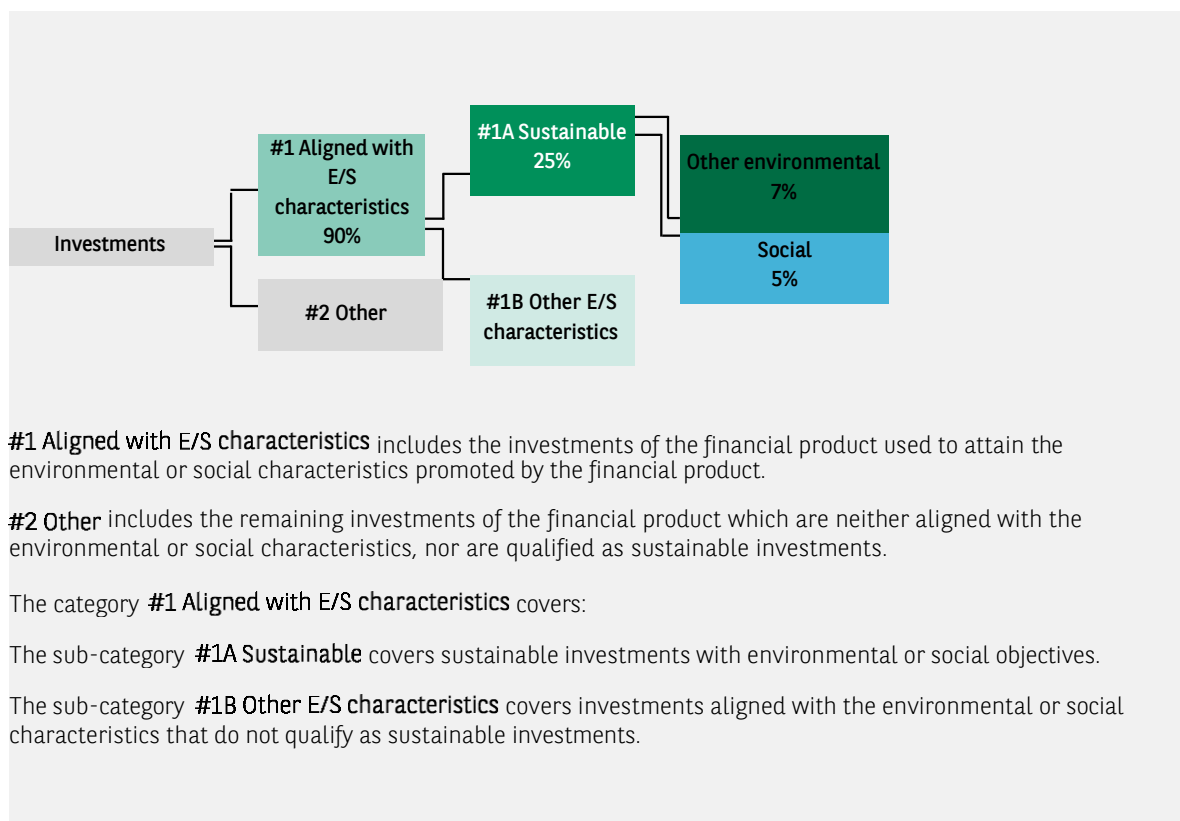 #1A Sustainable
25%
#1 Aligned with
E/S
characteristics
90%
Other environmental
7%
Investments
Social
5%
#2 Other
#1B Other E/S
characteristics
#1 Aligned with E/S characteristics includes the investments of the financial product used to attain the
environmental or social characteristics promoted by the financial product.
#2 Other includes the remaining investments of the financial product which are neither aligned with the
environmental or social characteristics, nor are qualified as sustainable investments.
The category #1 Aligned with E/S characteristics covers:
The sub-category #1A Sustainable covers sustainable investments with environmental or social objectives.
The sub-category #1B Other E/S characteristics covers investments aligned with the environmental or social
characteristics that do not qualify as sustainable investments.